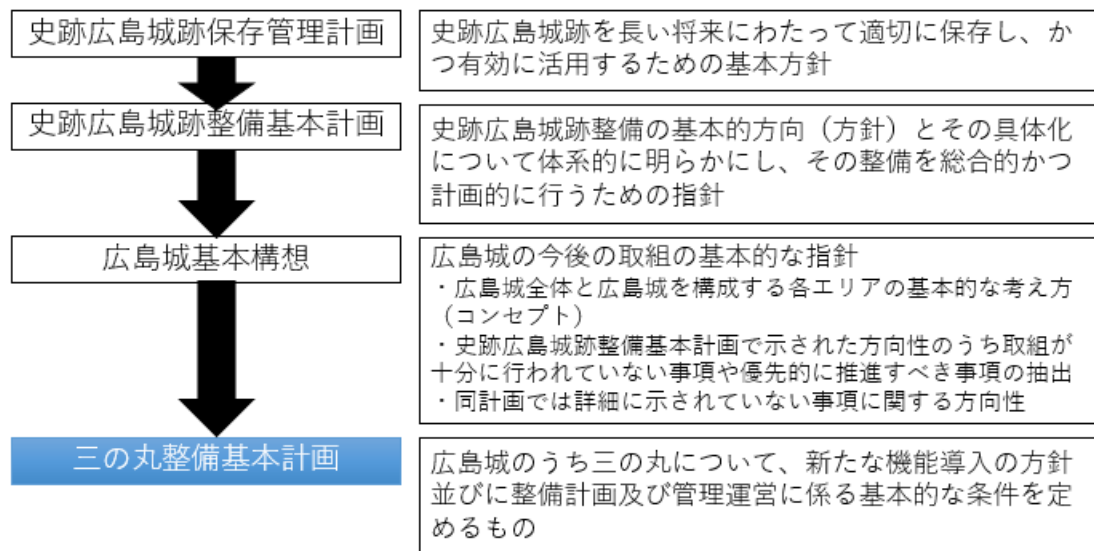 史跡広島城跡保存管理計画
史跡広島城跡を長い将来にわたって適切に保存し、か
つ有効に活用するための基本方針
史跡広島城跡整備基本計画
史跡広島城跡整備の基本的方向（方針）とその具体化
について体系的に明らかにし、その整備を総合的かつ
計画的に行うための指針
広島城基本構想
広島城の今後の取組の基本的な指針
・広島城全体と広島城を構成する各エリアの基本的な考え方
（コンセプト）
・史跡広島城跡整備基本計画で示された方向性のうち取組が
十分に行われていない事項や優先的に推進すべき事項の抽出
・同計画では詳細に示されていない事項に関する方向性
三の丸整備基本計画
広島城のうち三の丸について、新たな機能導入の方針
並びに整備計画及び管理運営に係る基本的な条件を定
めるもの